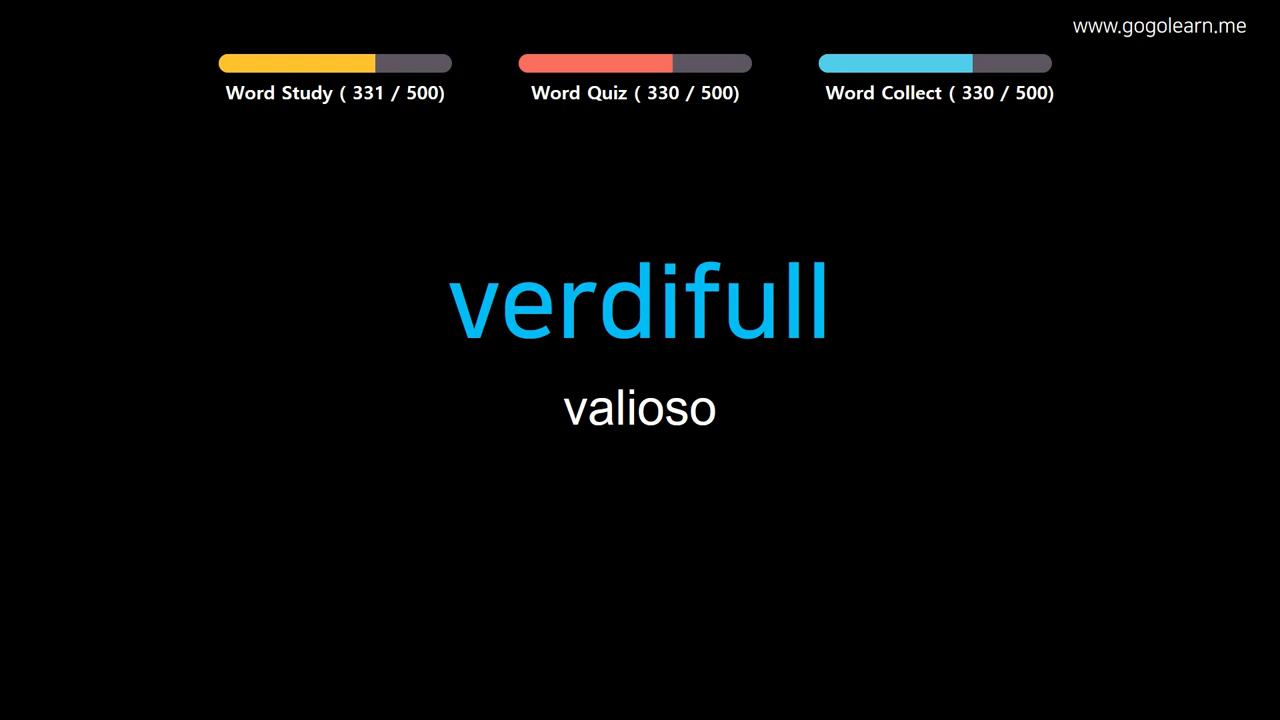 www.gogolearn.me
Word Study ( 331 / 500)
Word Quiz ( 330 / 500)
Word Collect ( 330 / 500)
verdifull
valioso